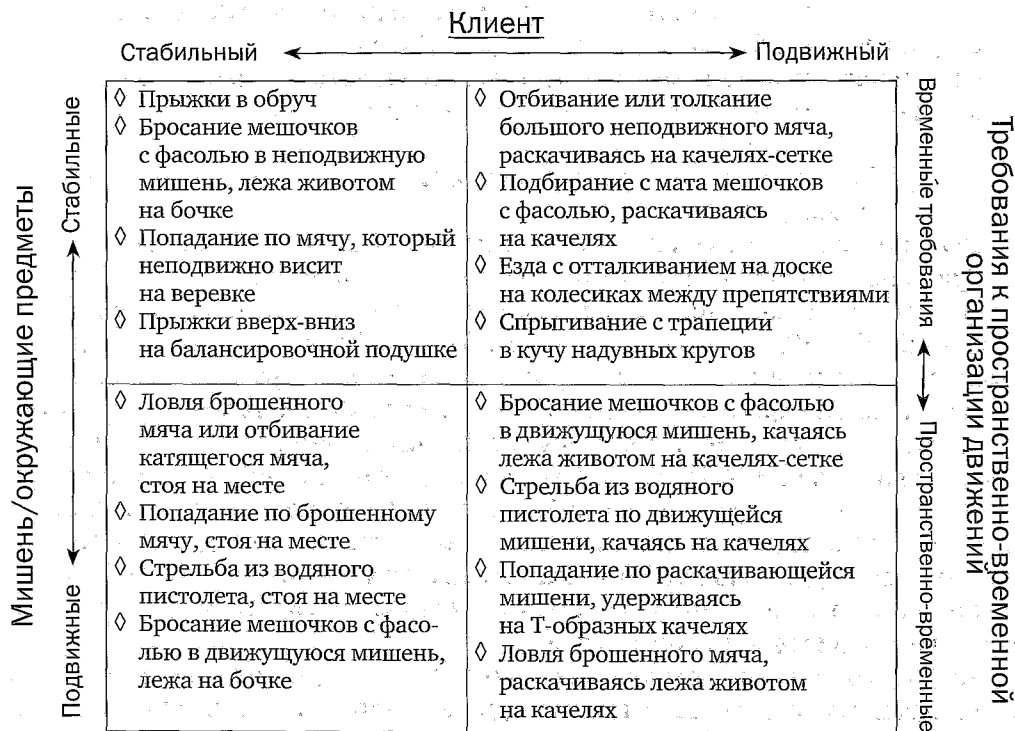 Клиент
Стабильный
Подвижный
Мишень/окружающие предметы
Стабильные
Подвижные
◊ Прыжки в обруч
◊ Бросание мешочков
с фасолью в неподвижную
мишень, лежа животом
на бочке
◊ Попадание по мячу, который
неподвижно висит
на веревке
◊ Прыжки вверх-вниз
на балансировочной подушке
◊ Отбивание или толкание
большого неподвижного мяча,
раскачиваясь на качелях-сетке
◊ Подбирание с мата мешочков
с фасолью, раскачиваясь
на качелях
◊ Езда с отталкиванием на доске
на колесиках между препятствиями
◊ Спрыгивание с трапеции
в кучу надувных кругов
◊ Ловля брошенного
мяча или отбивание
катящегося мяча,
стоя на месте
◊ Попадание по брошенному
мячу, стоя на месте
◊ Стрельба из водяного
пистолета, стоя на месте
◊ Бросание мешочков с фасо-
лью в движущуюся мишень,
лежа на бочке
◊ Бросание мешочков с фасолью
в движущуюся мишень, качаясь
лежа животом на качелях-сетке
◊ Стрельба из водяного
пистолета по движущейся
мишени, качаясь на качелях
◊ Попадание по раскачивающейся
мишени, удерживаясь
на Т-образных качелях
◊ Ловля брошенного мяча,
раскачиваясь лежа животом
на качелях
Временные требования
Пространственно-временные
Требования к пространственно-временной
организации движений